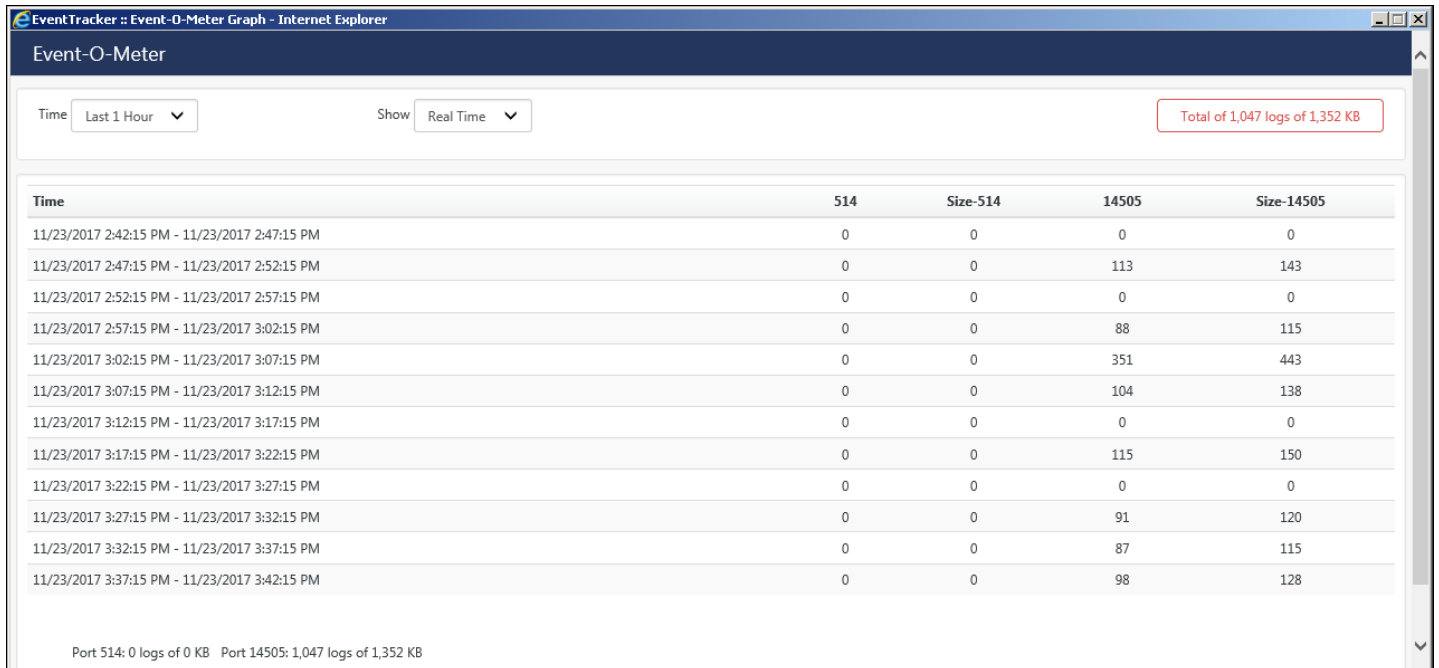 EventTracker :: Event-O-Meter Graph - Internet Explorer
Event-O-Meter
Time Last 1 Hour Show Real Time Total of 1,047 logs of 1,352 KB
Time 514 Size-514 14505 Size-14505
11/23/2017 2:42:15 PM - 11/23/2017 2:47:15 PM 0 0 0 0
11/23/2017 2:47:15 PM - 11/23/2017 2:52:15 PM 0 0 113 143
11/23/2017 2:52:15 PM - 11/23/2017 2:57:15 PM 0 0 0 0
11/23/2017 2:57:15 PM - 11/23/2017 3:02:15 PM 0 0 88 115
11/23/2017 3:02:15 PM - 11/23/2017 3:07:15 PM 0 0 351 443
11/23/2017 3:07:15 PM - 11/23/2017 3:12:15 PM 0 0 104 138
11/23/2017 3:12:15 PM - 11/23/2017 3:17:15 PM 0 0 0 0
11/23/2017 3:17:15 PM - 11/23/2017 3:22:15 PM 0 0 115 150
11/23/2017 3:22:15 PM - 11/23/2017 3:27:15 PM 0 0 0 0
11/23/2017 3:27:15 PM - 11/23/2017 3:32:15 PM 0 0 91 120
11/23/2017 3:32:15 PM - 11/23/2017 3:37:15 PM 0 0 87 115
11/23/2017 3:37:15 PM - 11/23/2017 3:42:15 PM 0 0 98 128
Port 514: 0 logs of 0 KB Port 14505: 1,047 logs of 1,352 KB